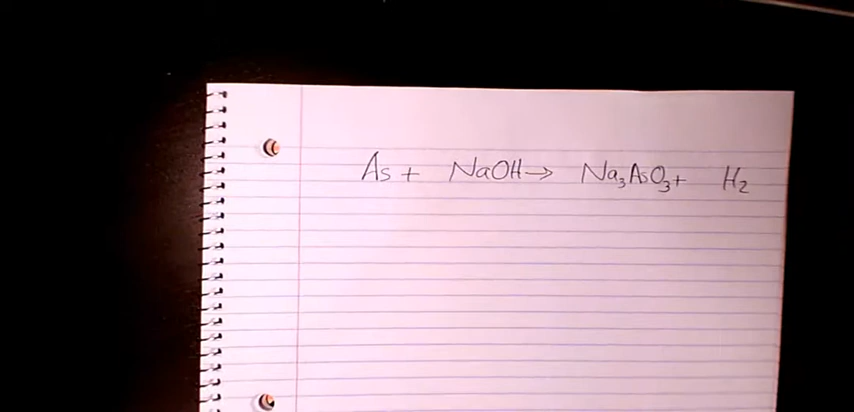 As + NaOH → Na₃AsO₃ + H₂